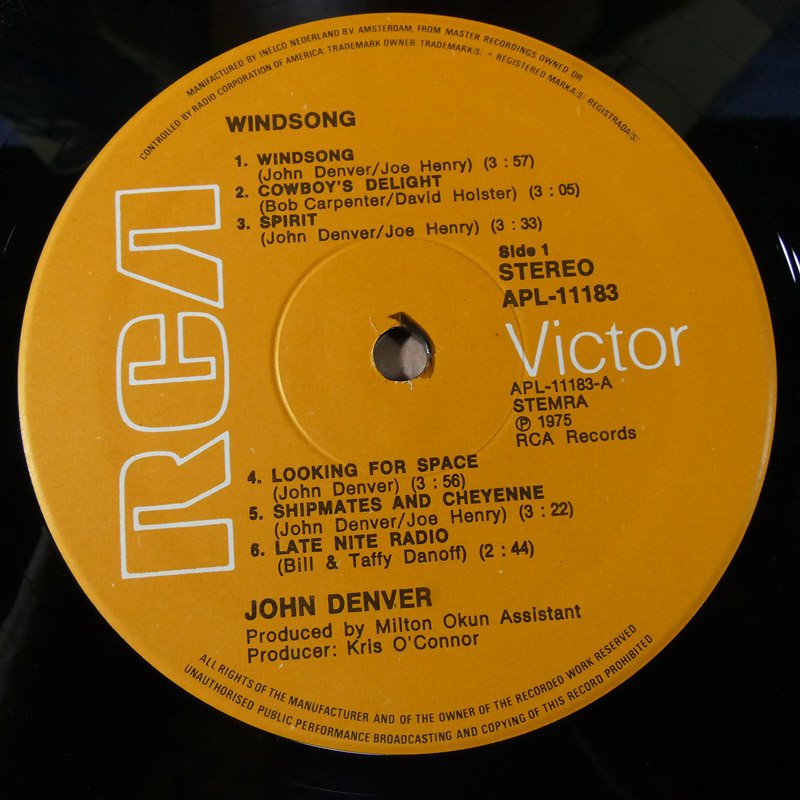 MANUFACTURED BY INELCO NEDERLAND B.V. AMSTERDAM, FROM MASTER RECORDINGS OWNED OR
CONTROLLED BY RADIO CORPORATION OF AMERICA. TRADEMARK OWNER. TRADEMARK(S) ® REGISTERED MARKA(S) REGISTRADA(S)
WINDSONG
1. WINDSONG
(John Denver/Joe Henry) (3 : 57)
2. COWBOY'S DELIGHT
(Bob Carpenter/David Holster) (3 : 05)
3. SPIRIT
(John Denver/Joe Henry) (3 : 33)
RCA
Side 1
STEREO
APL-11183
Victor
APL-11183-A
STEMRA
℗ 1975
RCA Records
4. LOOKING FOR SPACE
(John Denver) (3 : 56)
5. SHIPMATES AND CHEYENNE
(John Denver/Joe Henry) (3 : 22)
6. LATE NITE RADIO
(Bill & Taffy Danoff) (2 : 44)
JOHN DENVER
Produced by Milton Okun Assistant
Producer: Kris O'Connor
ALL RIGHTS OF THE MANUFACTURER AND OF THE OWNER OF THE RECORDED WORK RESERVED
UNAUTHORISED PUBLIC PERFORMANCE BROADCASTING AND COPYING OF THIS RECORD PROHIBITED